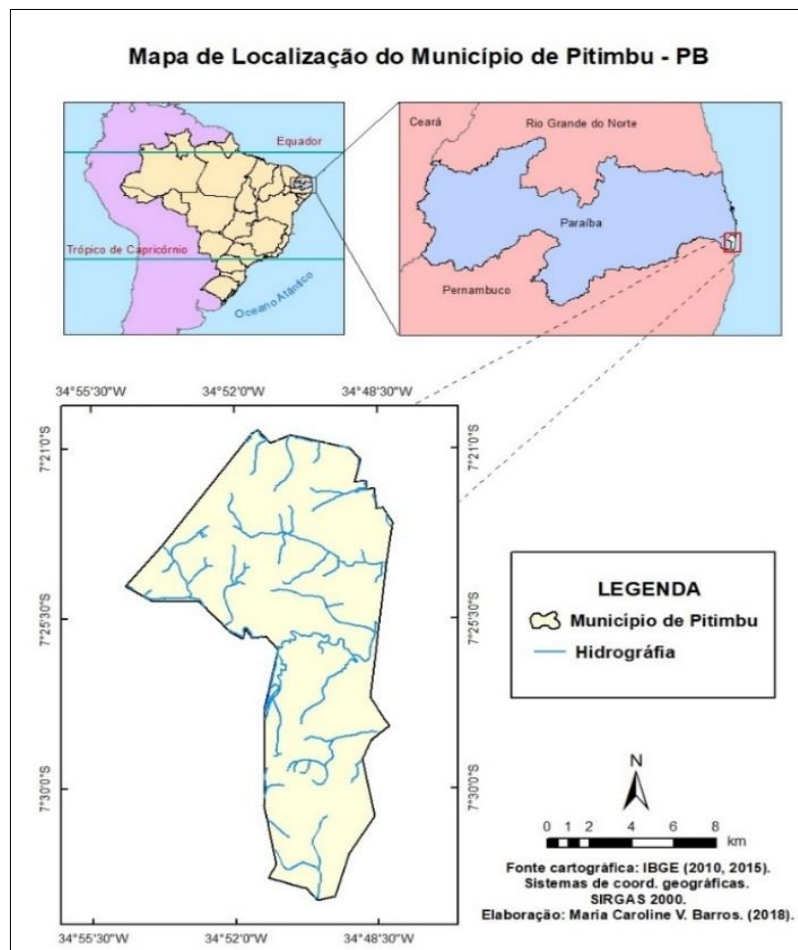 Mapa de Localização do Município de Pitimbu - PB
Equador
Trópico de Capricórnio
Oceano Atlântico
Ceará
Rio Grande do Norte
Paraíba
Pernambuco
34°55'30"W 34°52'0"W 34°48'30"W
7°21'0"S 7°21'0"S
7°25'30"S 7°25'30"S
7°30'0"S 7°30'0"S
34°55'30"W 34°52'0"W 34°48'30"W
LEGENDA
Município de Pitimbu
Hidrográfia
N
0 1 2 4 6 8
km
Fonte cartográfica: IBGE (2010, 2015).
Sistemas de coord. geográficas.
SIRGAS 2000.
Elaboração: Maria Caroline V. Barros. (2018).